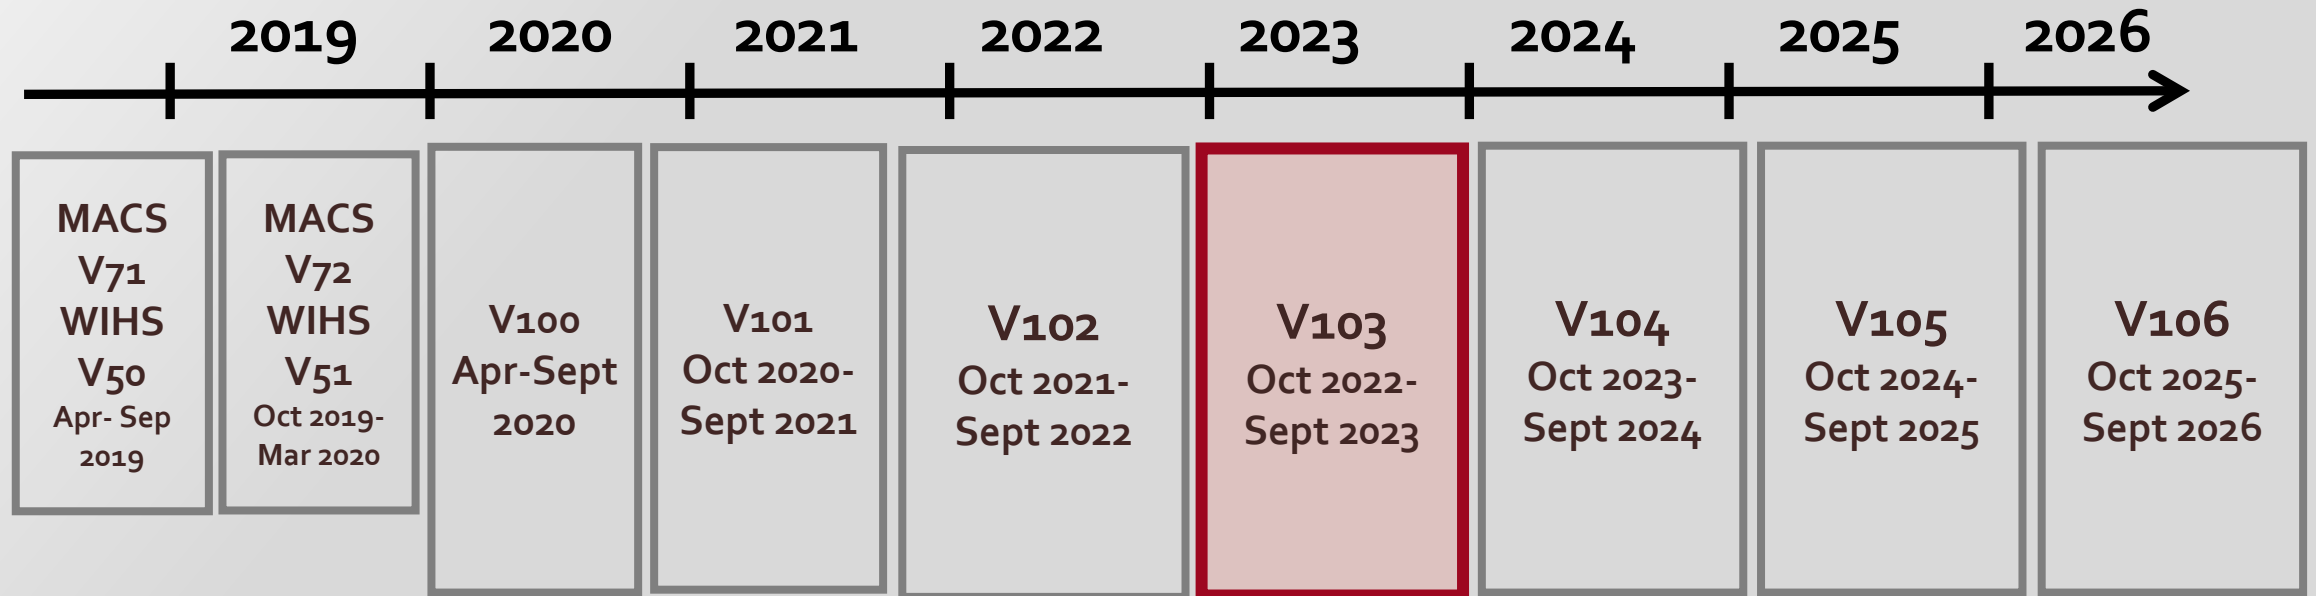 2019 2020 2021 2022 2023 2024 2025 2026
MACS
V71
WIHS
V50
Apr- Sep
2019
MACS
V72
WIHS
V51
Oct 2019-
Mar 2020
V100
Apr-Sept
2020
V101
Oct 2020-
Sept 2021
V102
Oct 2021-
Sept 2022
V103
Oct 2022-
Sept 2023
V104
Oct 2023-
Sept 2024
V105
Oct 2024-
Sept 2025
V106
Oct 2025-
Sept 2026